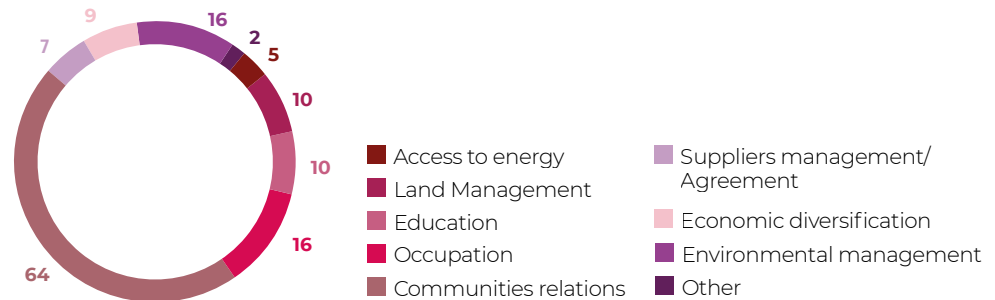 9
16
2
7
5
10
10
16
64
Access to energy
Land Management
Education
Occupation
Communities relations
Suppliers management/
Agreement
Economic diversification
Environmental management
Other